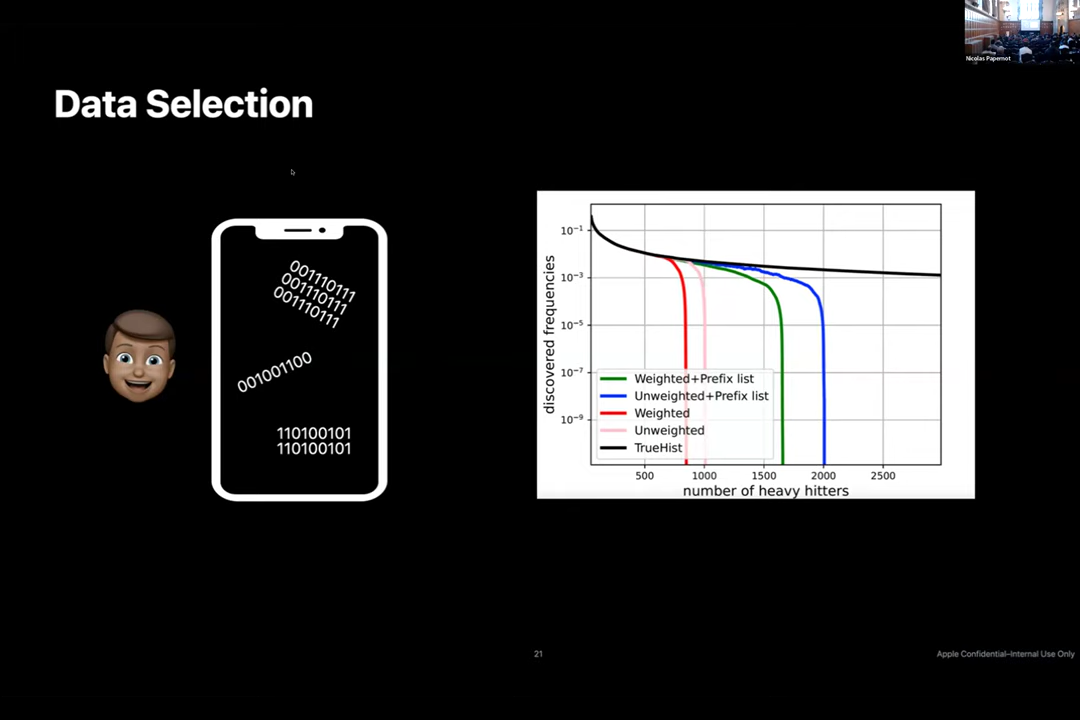 Nicolas Papernot
Data Selection
001110111
001110111
001110111
001001100
110100101
110100101
discovered frequencies
10⁻¹
10⁻³
10⁻⁵
10⁻⁷
10⁻⁹
Weighted+Prefix list
Unweighted+Prefix list
Weighted
Unweighted
TrueHist
500 1000 1500 2000 2500
number of heavy hitters
21
Apple Confidential–Internal Use Only